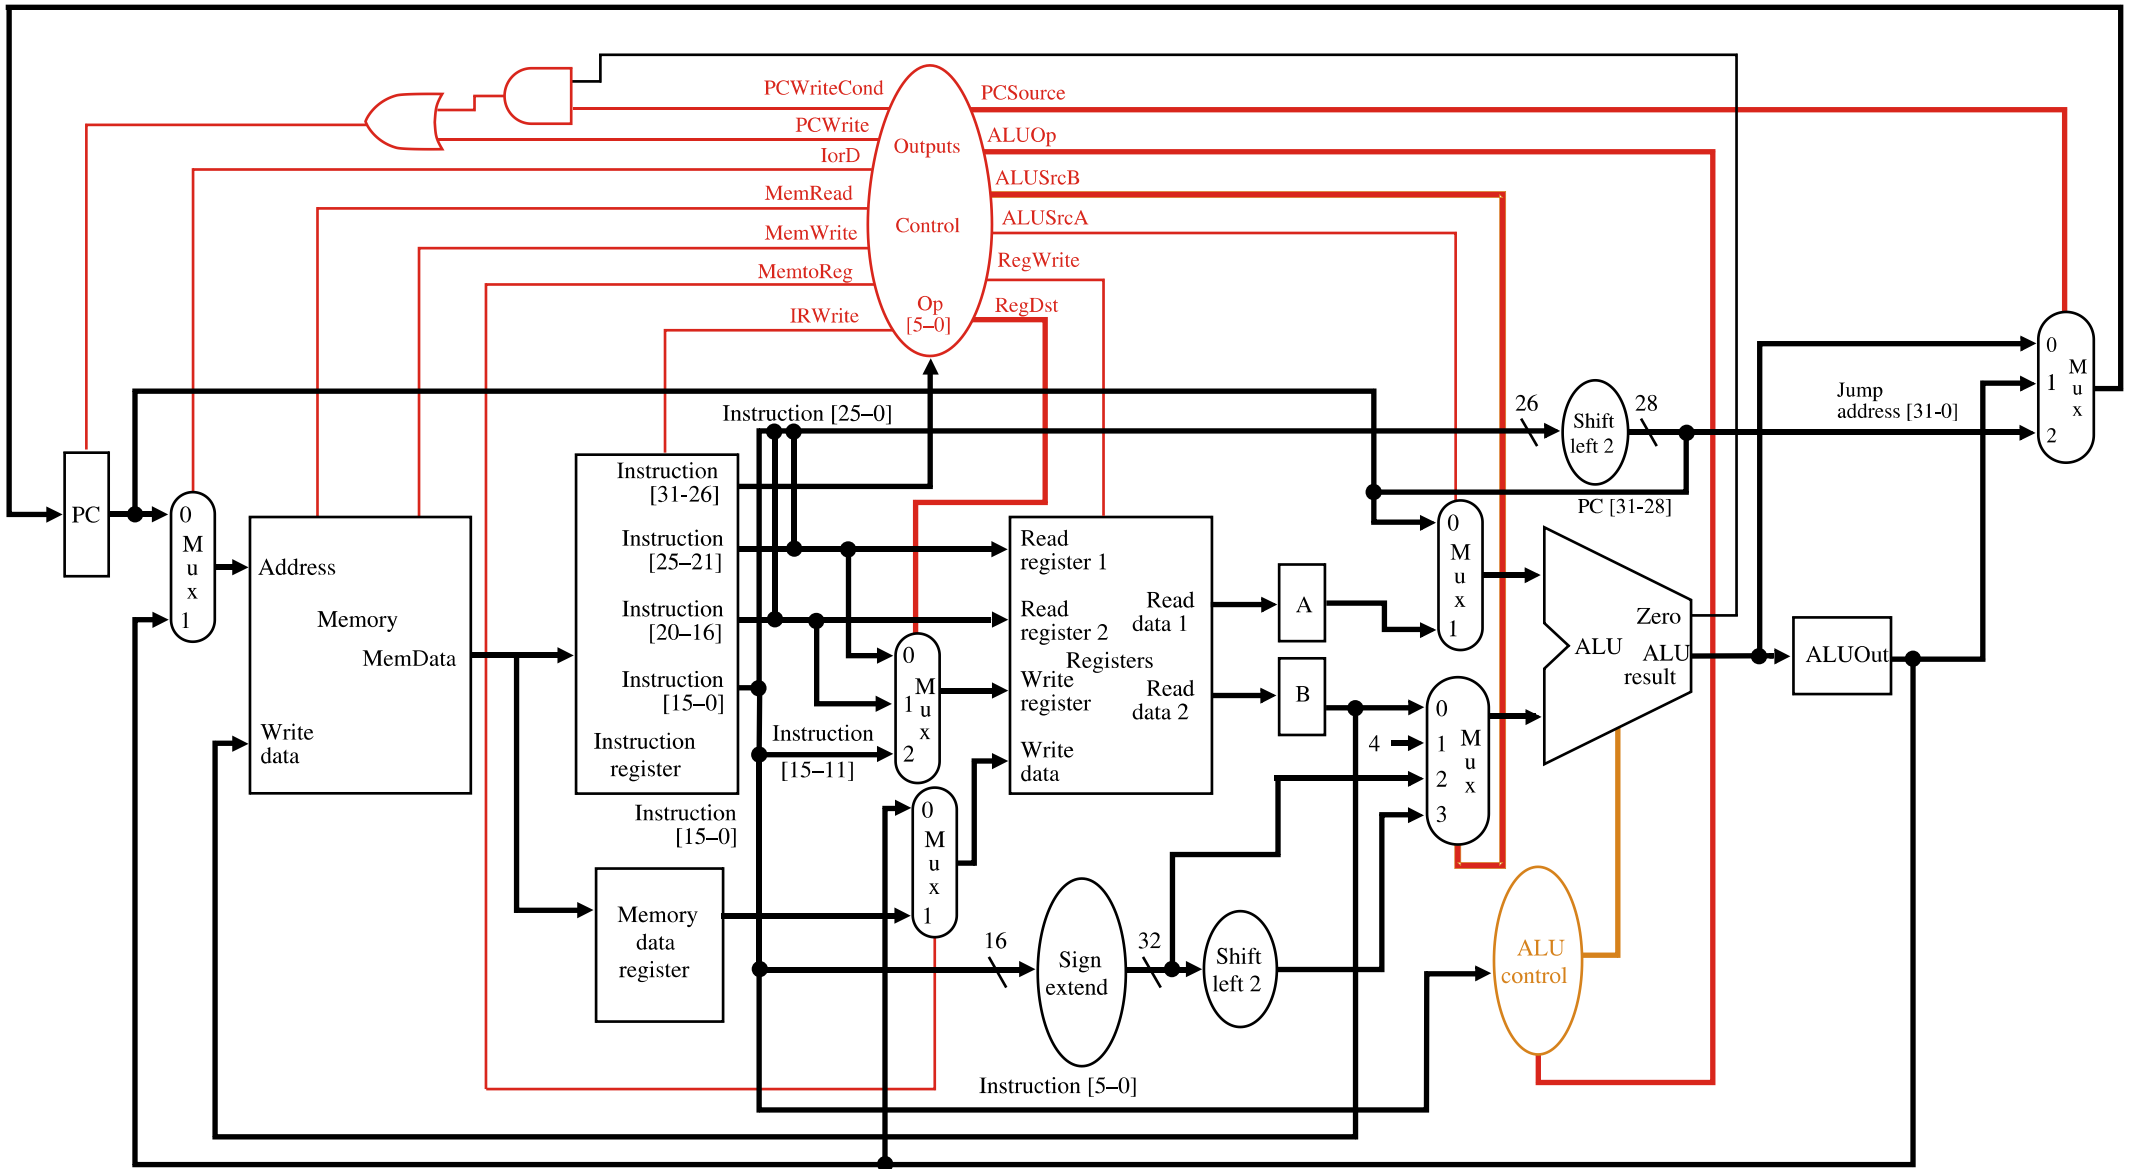 PCWriteCond
PCWrite
IorD
MemRead
MemWrite
MemtoReg
IRWrite
Outputs
Control
Op
[5–0]
PCSource
ALUOp
ALUSrcB
ALUSrcA
RegWrite
RegDst
PC
0
M
u
x
1
Address
Memory
MemData
Write
data
Instruction [25–0]
Instruction
[31-26]
Instruction
[25–21]
Instruction
[20–16]
Instruction
[15–0]
Instruction
register
Instruction
[15–0]
Memory
data
register
Instruction
[15–11]
0
M
1
u
x
2
0
M
u
x
1
Read
register 1
Read
register 2
Registers
Write
register
Write
data
Read
data 1
Read
data 2
16
Sign
extend
32
Shift
left 2
Instruction [5–0]
A
B
0
M
u
x
1
4
0
1
M
u
2
x
3
26
Shift
left 2
28
PC [31-28]
Jump
address [31-0]
Zero
ALU
ALU
result
ALU
control
ALUOut
0
M
1
u
x
2